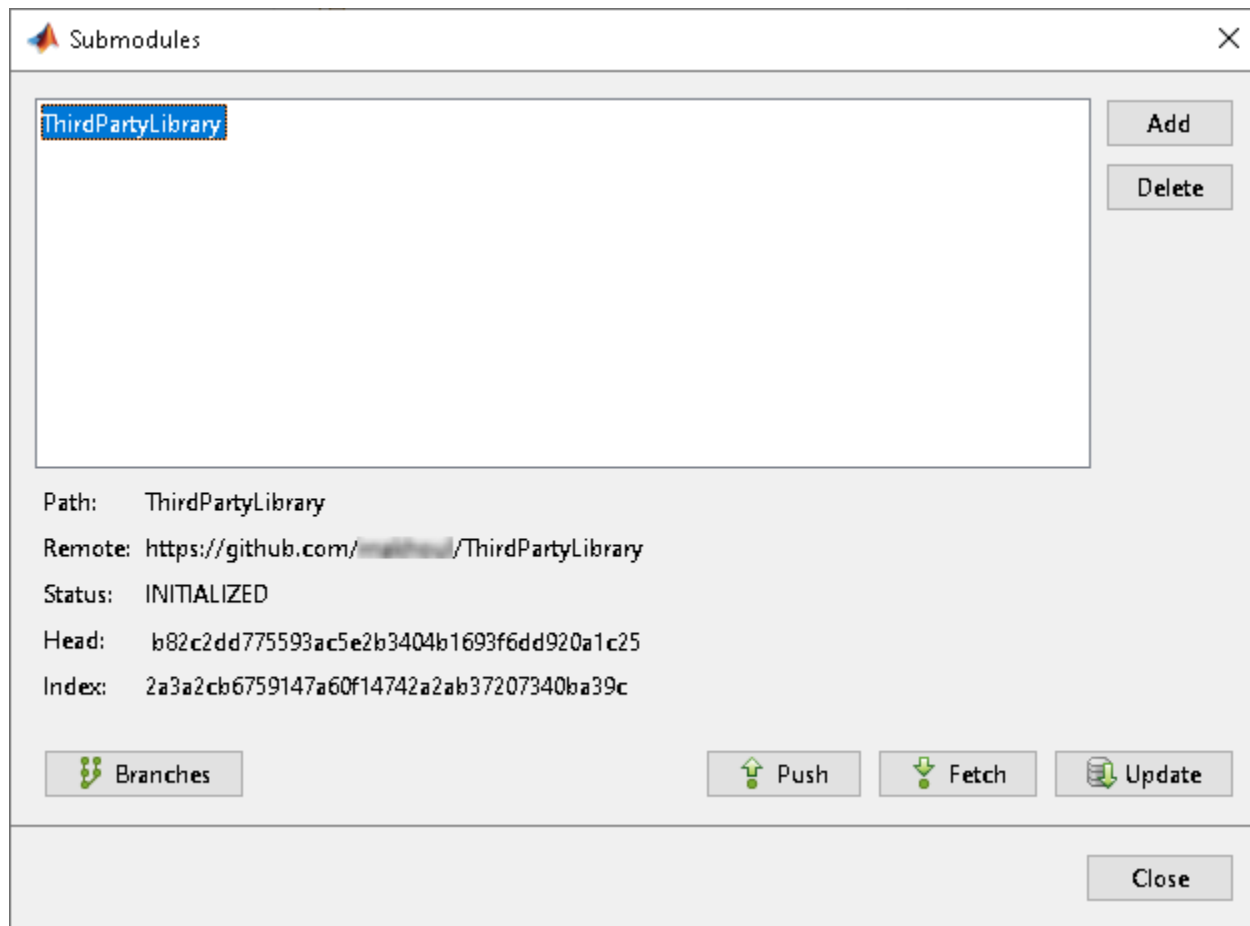 Submodules
ThirdPartyLibrary
Add
Delete
Path: ThirdPartyLibrary
Remote: https://github.com/ /ThirdPartyLibrary
Status: INITIALIZED
Head: b82c2dd775593ac5e2b3404b1693f6dd920a1c25
Index: 2a3a2cb6759147a60f14742a2ab37207340ba39c
Branches
Push
Fetch
Update
Close